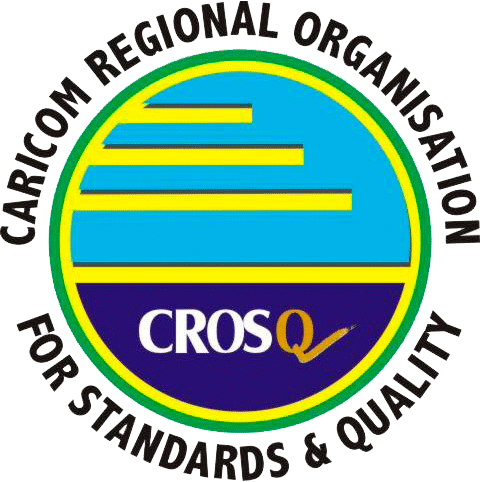 CARICOM REGIONAL ORGANISATION
CROSQ
FOR STANDARDS & QUALITY